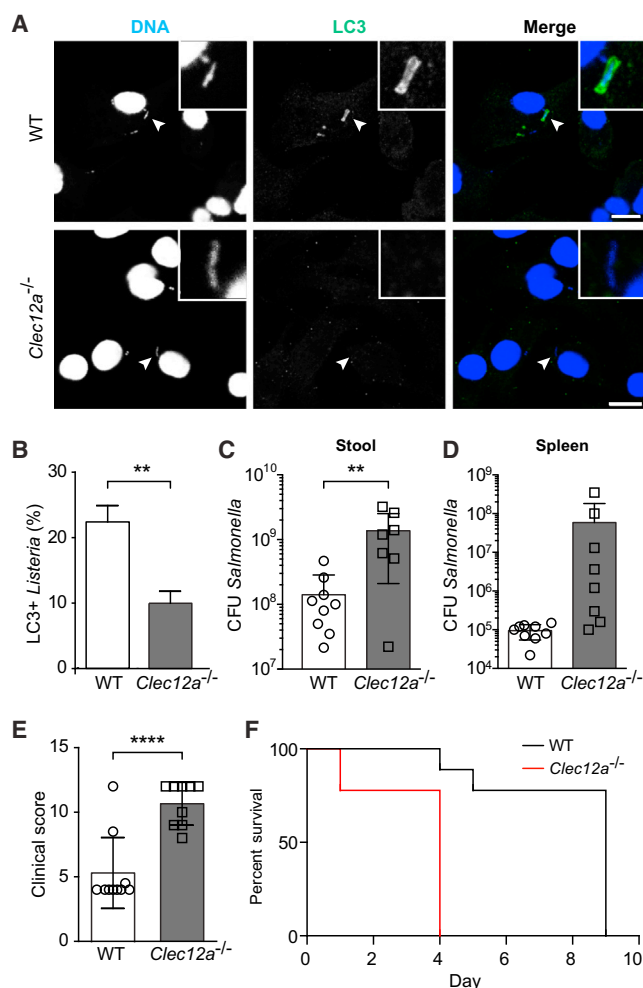 A
DNA
LC3
Merge
WT
Clec12a-/-
B
LC3+ Listeria (%)
30
20
10
0
**
WT
Clec12a-/-
C
Stool
CFU Salmonella
10^10
10^9
10^8
10^7
**
WT
Clec12a-/-
D
Spleen
CFU Salmonella
10^9
10^8
10^7
10^6
10^5
10^4
WT
Clec12a-/-
E
Clinical score
15
10
5
0
****
WT
Clec12a-/-
F
Percent survival
100
50
0
WT
Clec12a-/-
0 2 4 6 8 10
Day